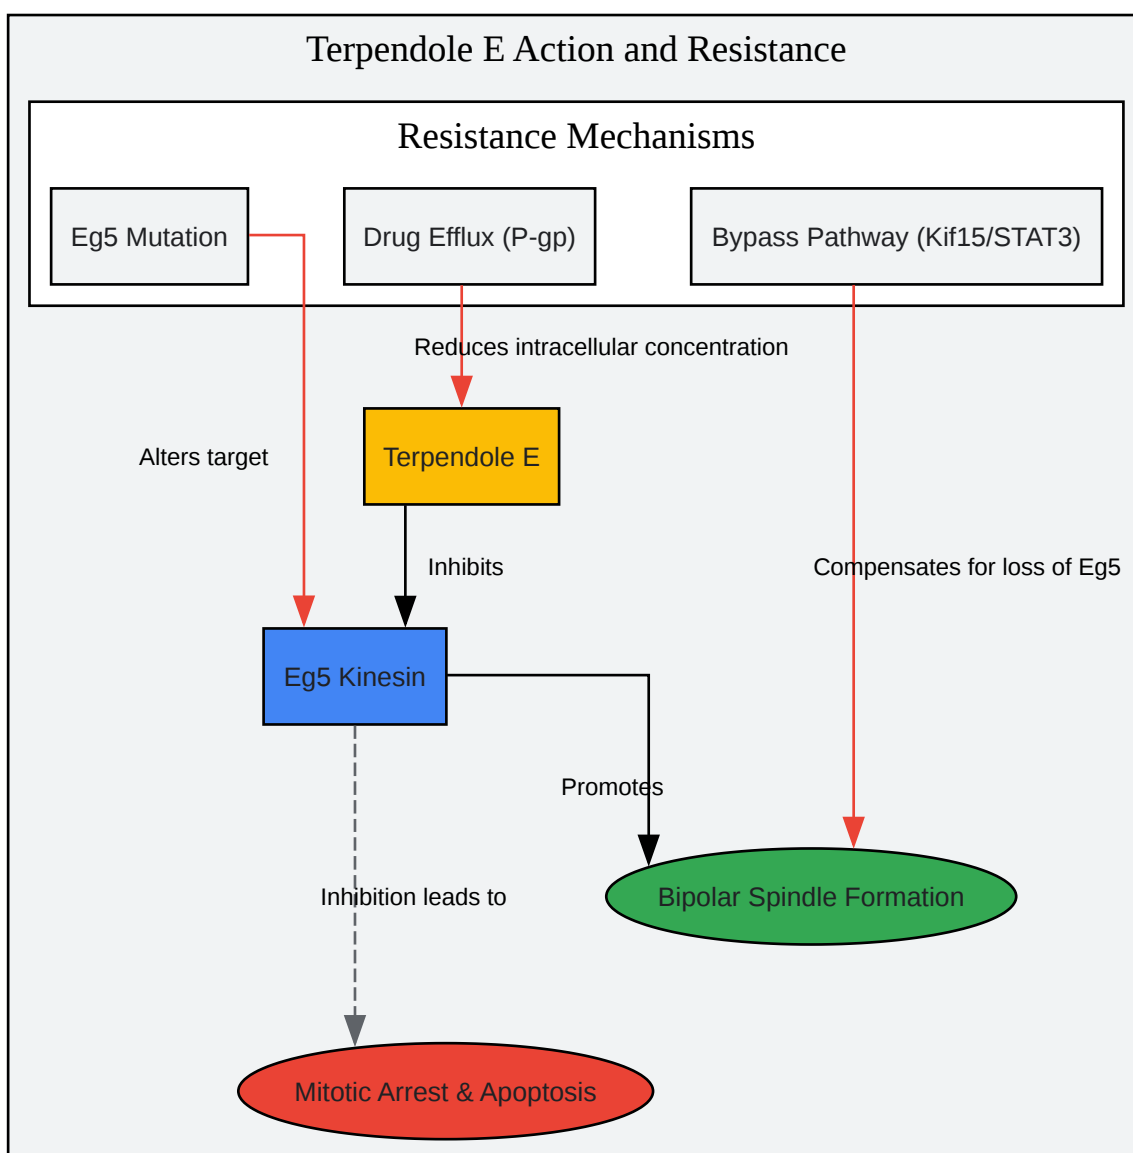 Terpendole E Action and Resistance
Resistance Mechanisms
Eg5 Mutation
Drug Efflux (P-gp)
Bypass Pathway (Kif15/STAT3)
Reduces intracellular concentration
Alters target
Terpendole E
Inhibits
Compensates for loss of Eg5
Eg5 Kinesin
Promotes
Inhibition leads to
Bipolar Spindle Formation
Mitotic Arrest & Apoptosis